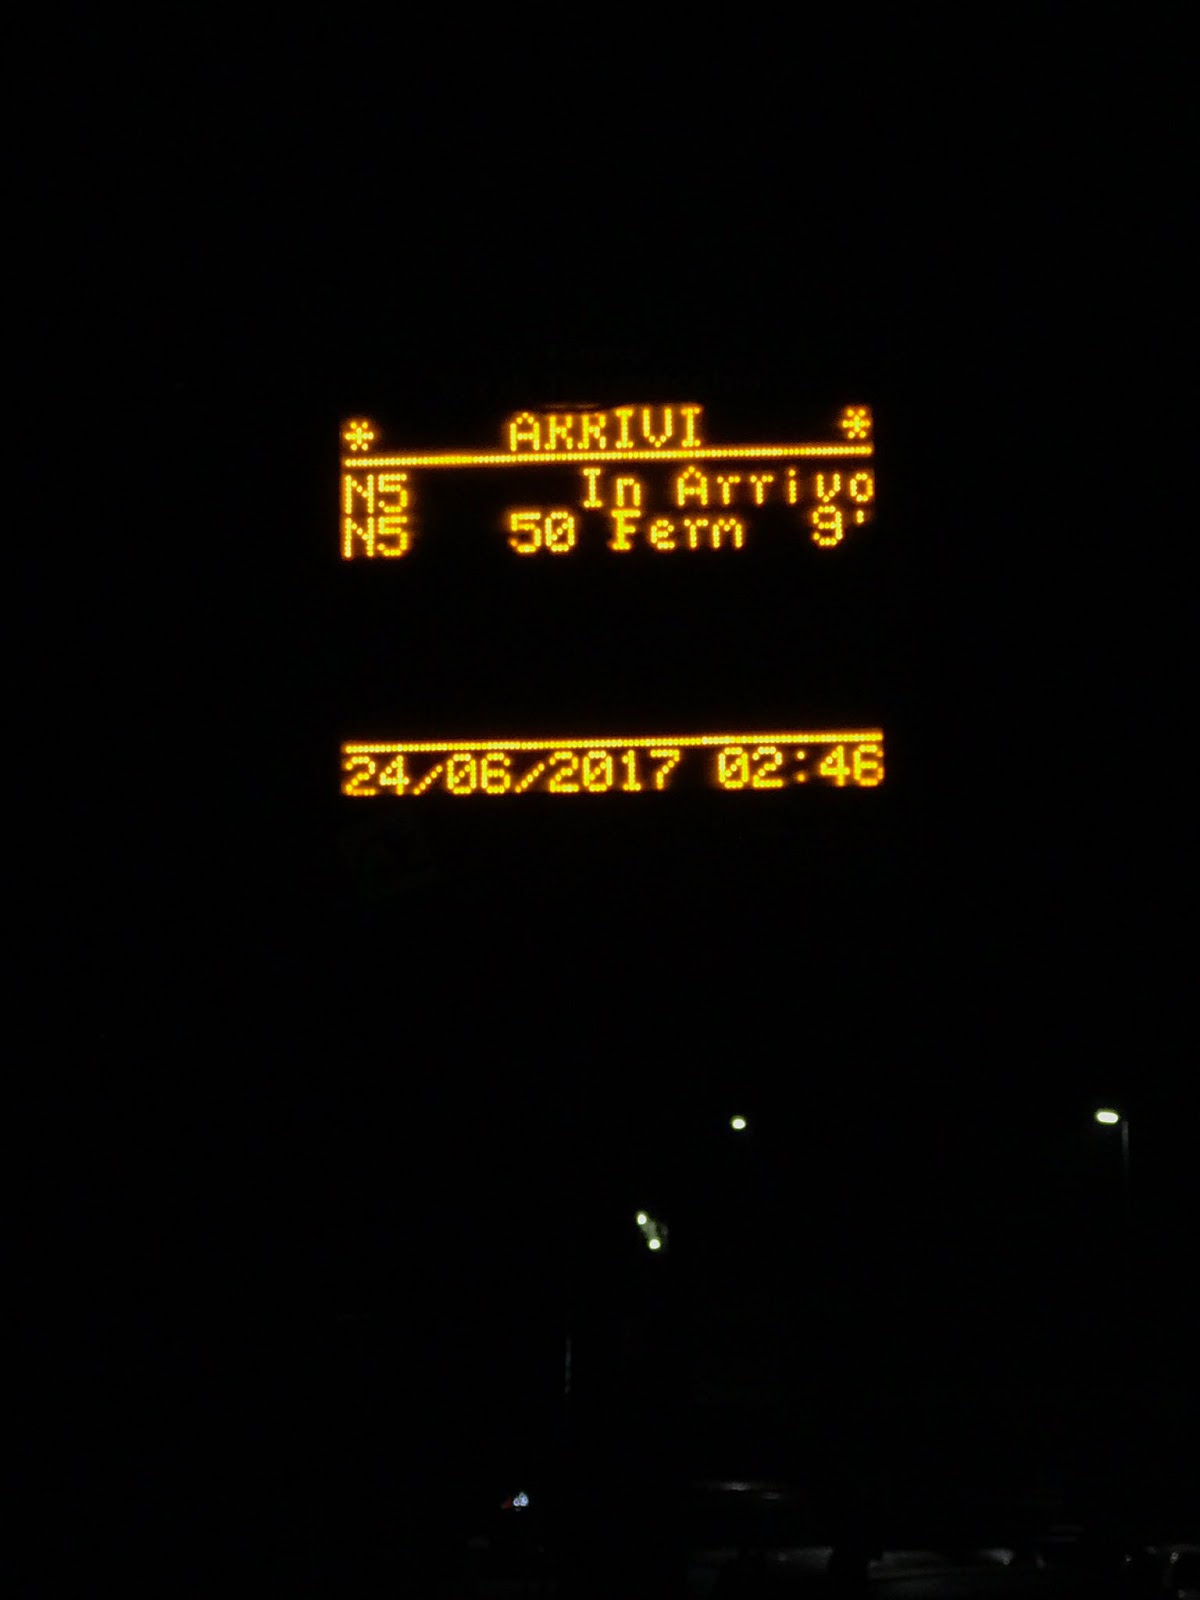 * ARRIVI *
N5 In Arrivo
N5 50 Ferm 9'
24/06/2017 02:46